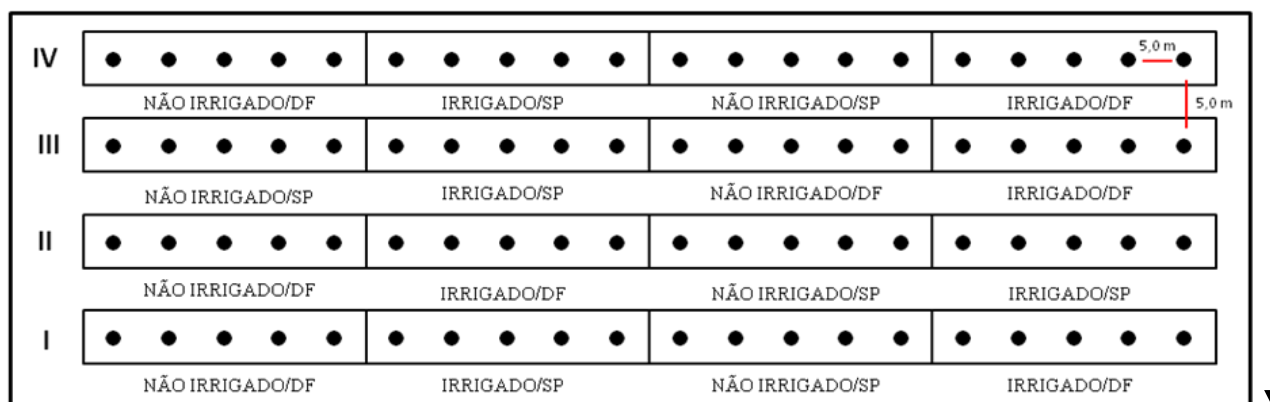 IV
5,0 m
NÃO IRRIGADO/DF IRRIGADO/SP NÃO IRRIGADO/SP IRRIGADO/DF
5,0 m
III
NÃO IRRIGADO/SP IRRIGADO/SP NÃO IRRIGADO/DF IRRIGADO/DF
II
NÃO IRRIGADO/DF IRRIGADO/DF NÃO IRRIGADO/SP IRRIGADO/SP
I
NÃO IRRIGADO/DF IRRIGADO/SP NÃO IRRIGADO/SP IRRIGADO/DF